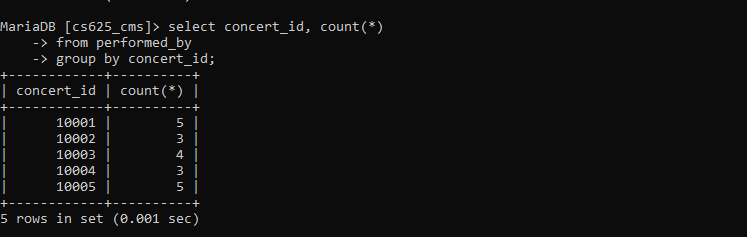 MariaDB [cs625_cms]> select concert_id, count(*)
    -> from performed_by
    -> group by concert_id;
+------------+----------+
| concert_id | count(*) |
+------------+----------+
|      10001 |        5 |
|      10002 |        3 |
|      10003 |        4 |
|      10004 |        3 |
|      10005 |        5 |
+------------+----------+
5 rows in set (0.001 sec)